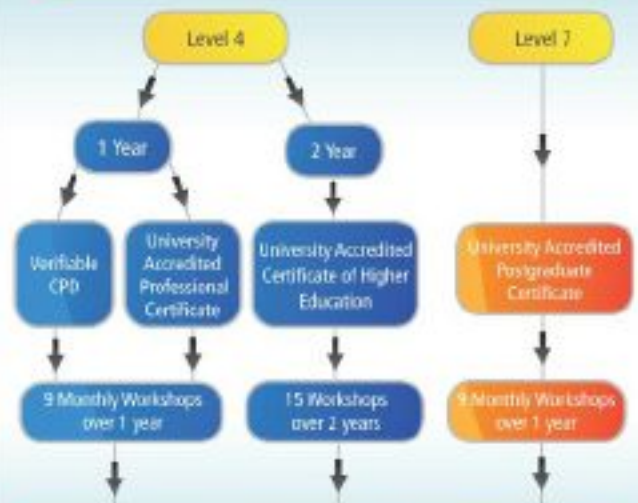 Level 4
Level 7
1 Year
2 Year
Verifiable
CPD
University
Accredited
Professional
Certificate
University Accredited
Certificate of Higher
Education
University Accredited
Postgraduate
Certificate
9 Monthly Workshops
over 1 year
15 Workshops
over 2 years
9 Monthly Workshops
over 1 year